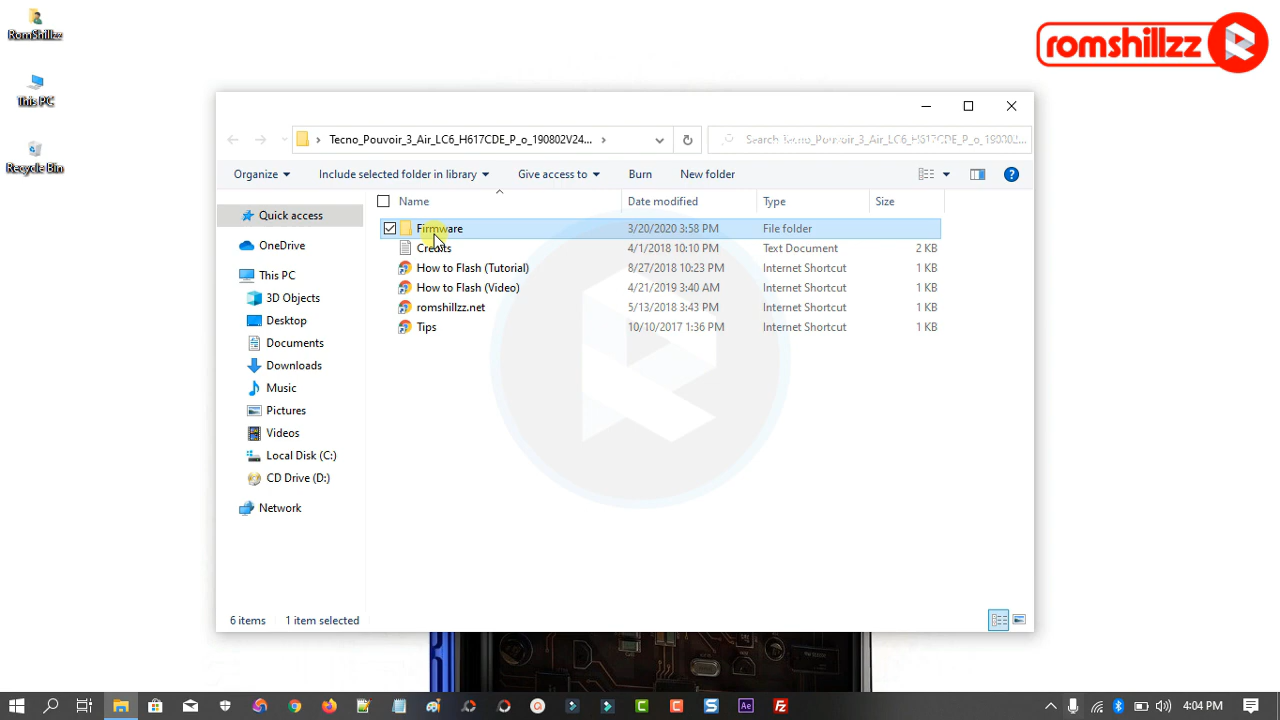 RomShillzz
This PC
Recycle Bin
romshillzz
Tecno_Pouvoir_3_Air_LC6_H617CDE_P_o_190802V24...
Search Tecno_Pouvoir_3_Air_LC6_H617CDE_P_o_190802...
Organize Include selected folder in library Give access to Burn New folder
Name Date modified Type Size
Firmware 3/20/2020 3:58 PM File folder
Credits 4/1/2018 10:10 PM Text Document 2 KB
How to Flash (Tutorial) 8/27/2018 10:23 PM Internet Shortcut 1 KB
How to Flash (Video) 4/21/2019 3:40 AM Internet Shortcut 1 KB
romshillzz.net 5/13/2018 3:43 PM Internet Shortcut 1 KB
Tips 10/10/2017 1:36 PM Internet Shortcut 1 KB
Quick access
OneDrive
This PC
3D Objects
Desktop
Documents
Downloads
Music
Pictures
Videos
Local Disk (C:)
CD Drive (D:)
Network
6 items 1 item selected
4:04 PM